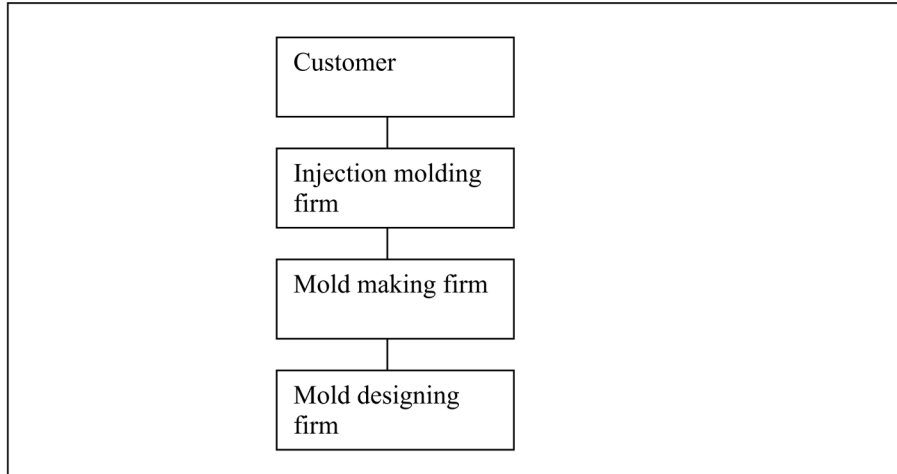 Customer
Injection molding
firm
Mold making firm
Mold designing
firm